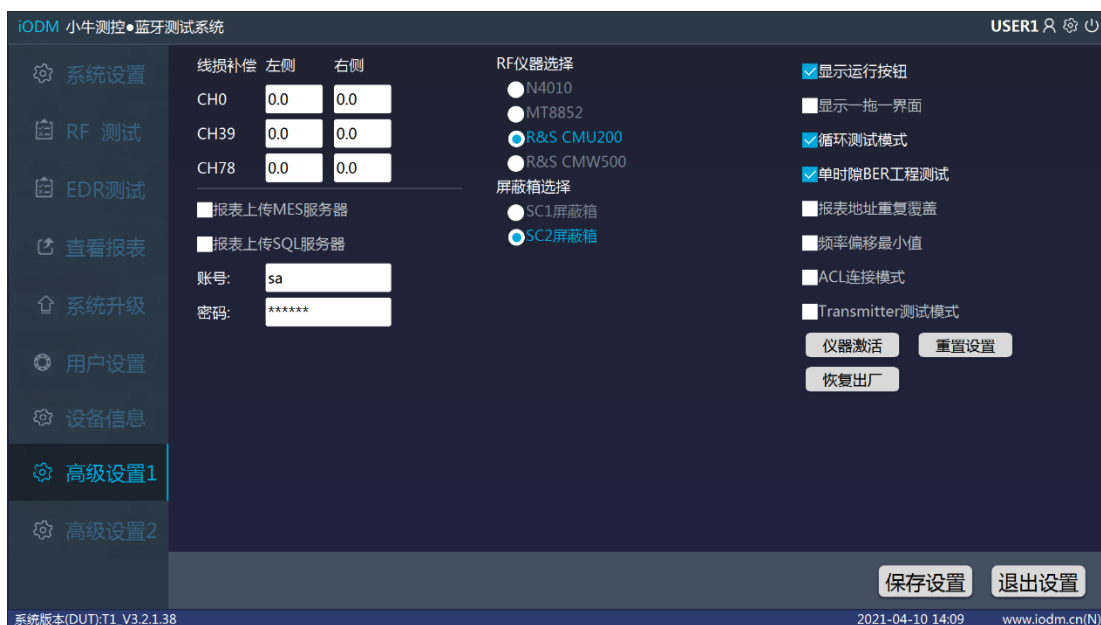 iODM 小牛测控●蓝牙测试系统
USER1
系统设置
RF 测试
EDR测试
查看报表
系统升级
用户设置
设备信息
高级设置1
高级设置2
线损补偿 左侧 右侧
CH0 0.0 0.0
CH39 0.0 0.0
CH78 0.0 0.0
报表上传MES服务器
报表上传SQL服务器
账号: sa
密码: ******
RF仪器选择
N4010
MT8852
R&S CMU200
R&S CMW500
屏蔽箱选择
SC1屏蔽箱
SC2屏蔽箱
显示运行按钮
显示一拖一界面
循环测试模式
单时隙BER工程测试
报表地址重复覆盖
频率偏移最小值
ACL连接模式
Transmitter测试模式
仪器激活 重置设置
恢复出厂
保存设置 退出设置
系统版本(DUT):T1_V3.2.1.38 2021-04-10 14:09 www.iodm.cn(N)